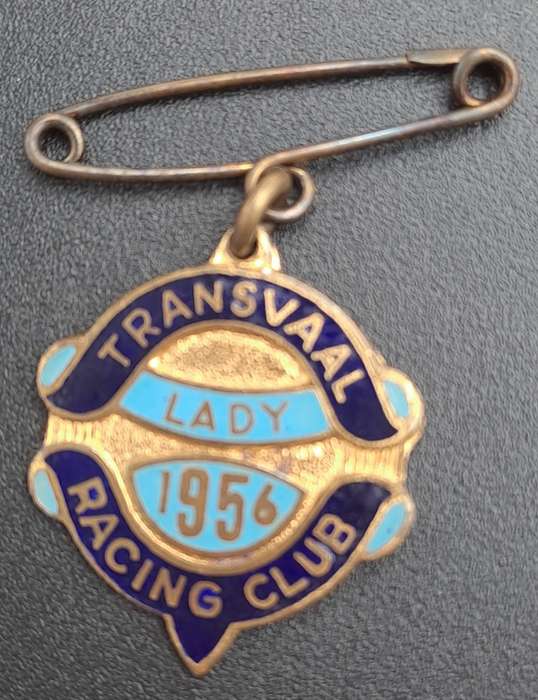 TRANSVAAL
LADY
1956
RACING CLUB